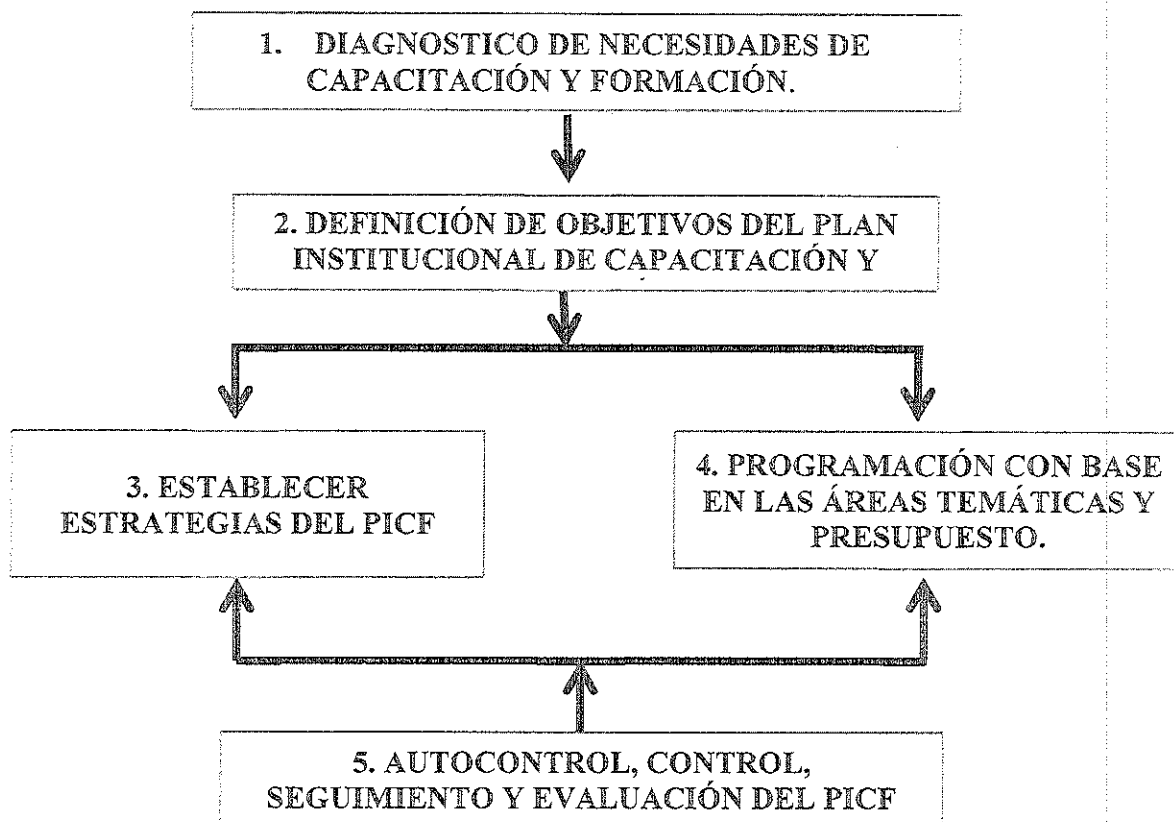 1. DIAGNOSTICO DE NECESIDADES DE
CAPACITACIÓN Y FORMACIÓN.
2. DEFINICIÓN DE OBJETIVOS DEL PLAN
INSTITUCIONAL DE CAPACITACIÓN Y
3. ESTABLECER
ESTRATEGIAS DEL PICF
4. PROGRAMACIÓN CON BASE
EN LAS ÁREAS TEMÁTICAS Y
PRESUPUESTO.
5. AUTOCONTROL, CONTROL,
SEGUIMIENTO Y EVALUACIÓN DEL PICF